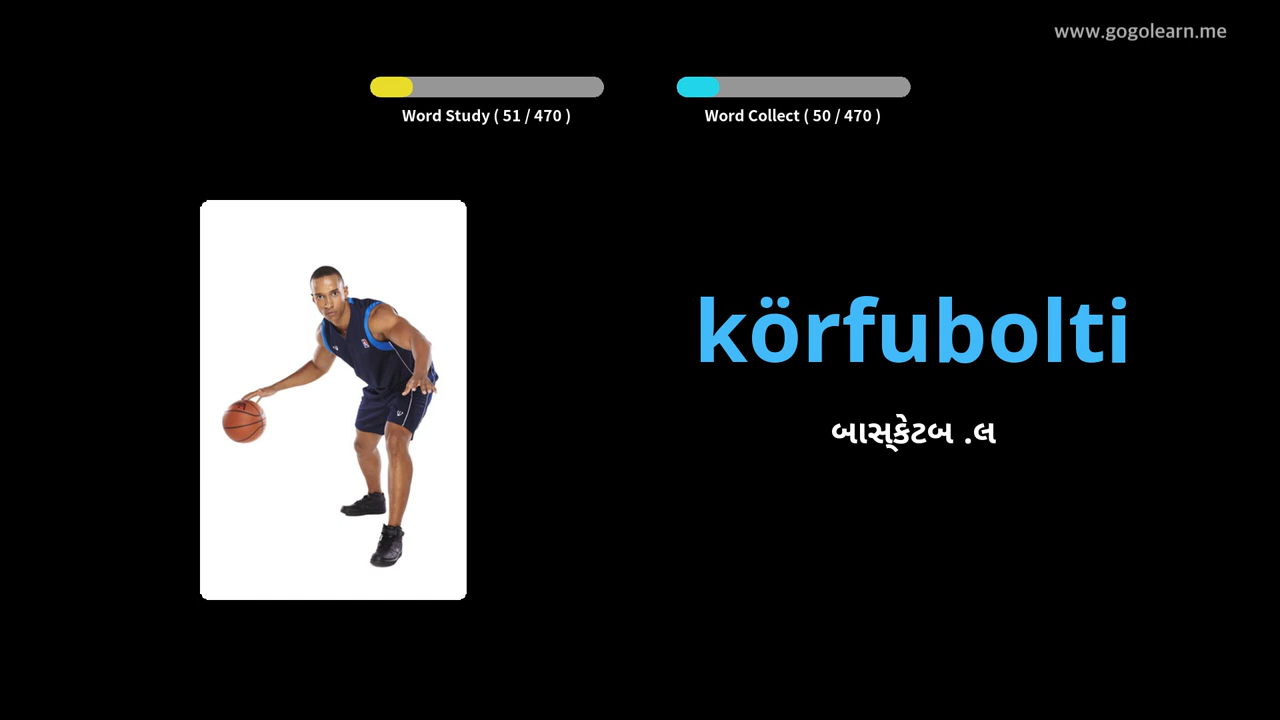 www.gogolearn.me
Word Study ( 51 / 470 )
Word Collect ( 50 / 470 )
körfubolti
બાસ્કેટબ .લ